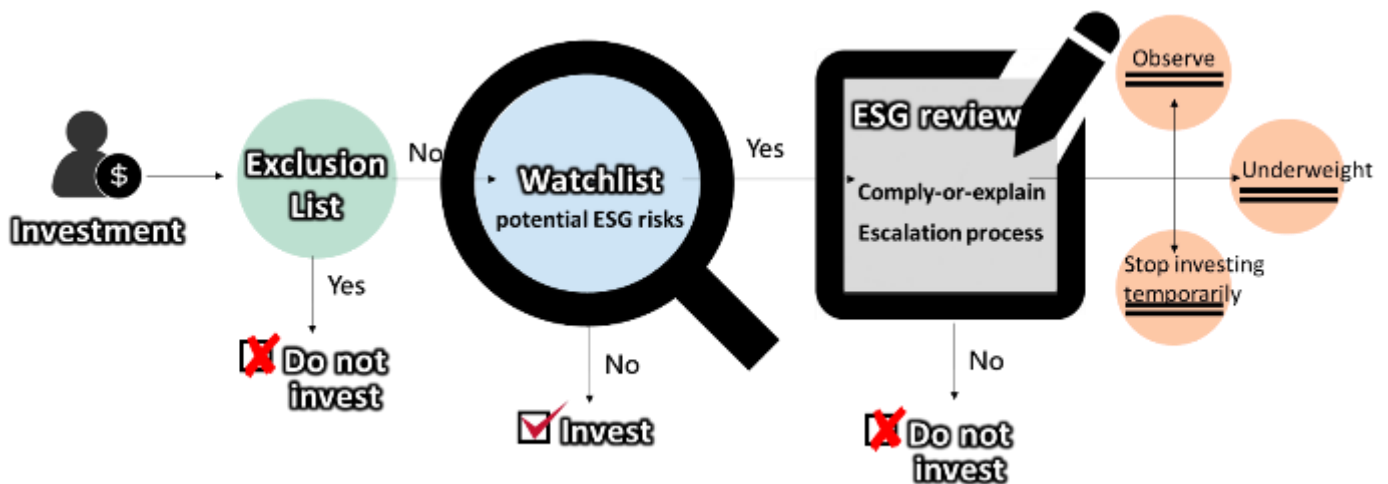 Investment
$
Exclusion
List
No
Yes
Do not
invest
Watchlist
potential ESG risks
No
Invest
Yes
ESG review
Comply-or-explain
Escalation process
No
Do not
invest
Observe
Underweight
Stop investing
temporarily